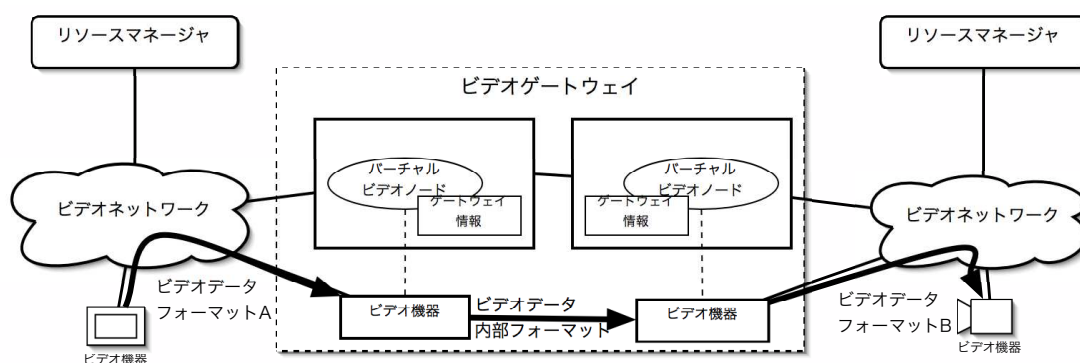 リソースマネージャ
リソースマネージャ
ビデオゲートウェイ
バーチャル
ビデオノード
ゲートウェイ
情報
バーチャル
ビデオノード
ゲートウェイ
情報
ビデオネットワーク
ビデオネットワーク
ビデオデータ
フォーマットA
ビデオ機器
ビデオ機器
ビデオデータ
内部フォーマット
ビデオ機器
ビデオデータ
フォーマットB
ビデオ機器